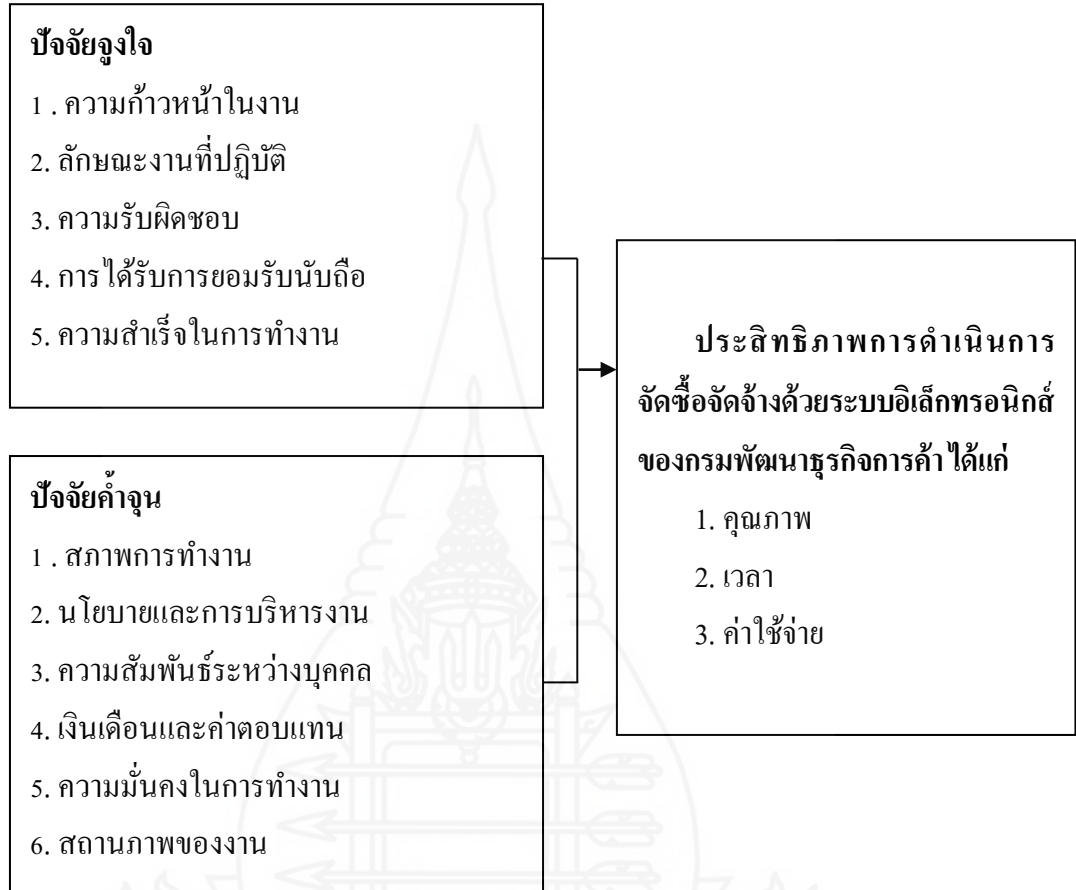 ปัจจัยจูงใจ
1 . ความก้าวหน้าในงาน
2. ลักษณะงานที่ปฏิบัติ
3. ความรับผิดชอบ
4. การได้รับการยอมรับนับถือ
5. ความสำเร็จในการทำงาน
ปัจจัยค้ำจุน
1 . สภาพการทำงาน
2. นโยบายและการบริหารงาน
3. ความสัมพันธ์ระหว่างบุคคล
4. เงินเดือนและค่าตอบแทน
5. ความมั่นคงในการทำงาน
6. สถานภาพของงาน
ประสิทธิภาพการดำเนินการ
จัดซื้อจัดจ้างด้วยระบบอิเล็กทรอนิกส์
ของกรมพัฒนาธุรกิจการค้า ได้แก่
1. คุณภาพ
2. เวลา
3. ค่าใช้จ่าย